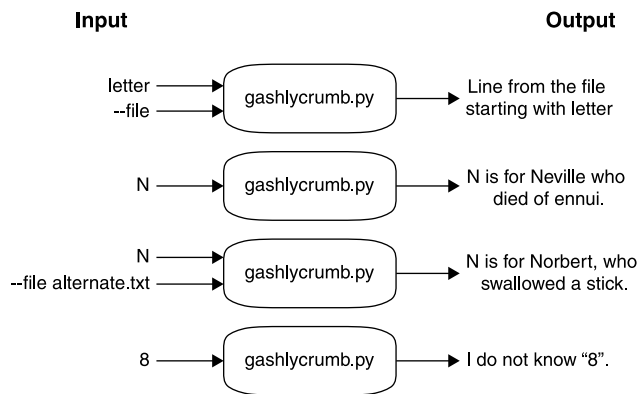 Input
Output
letter
--file
gashlycrumb.py
Line from the file
starting with letter
N
gashlycrumb.py
N is for Neville who
died of ennui.
N
--file alternate.txt
gashlycrumb.py
N is for Norbert, who
swallowed a stick.
8
gashlycrumb.py
I do not know “8”.